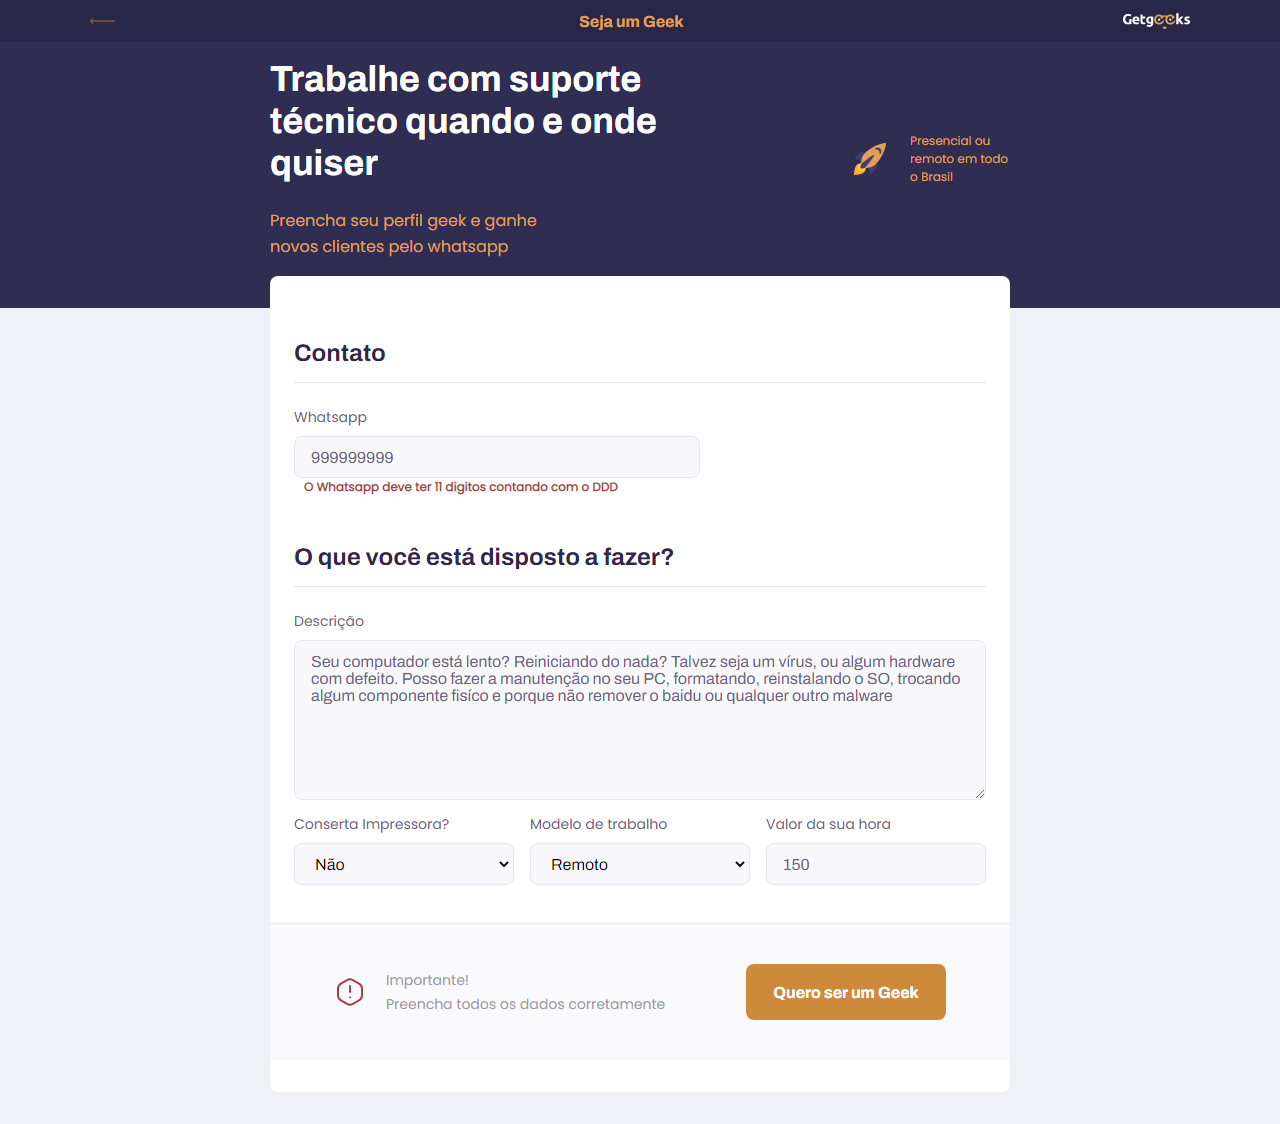 Seja um Geek
Getgeeks
Trabalhe com suporte
técnico quando e onde
quiser
Presencial ou
remoto em todo
o Brasil
Preencha seu perfil geek e ganhe
novos clientes pelo whatsapp
Contato
Whatsapp
999999999
O Whatsapp deve ter 11 digitos contando com o DDD
O que você está disposto a fazer?
Descrição
Seu computador está lento? Reiniciando do nada? Talvez seja um vírus, ou algum hardware
com defeito. Posso fazer a manutenção no seu PC, formatando, reinstalando o SO, trocando
algum componente fisíco e porque não remover o baidu ou qualquer outro malware
Conserta Impressora? Modelo de trabalho Valor da sua hora
Não Remoto 150
Importante!
Preencha todos os dados corretamente
Quero ser um Geek